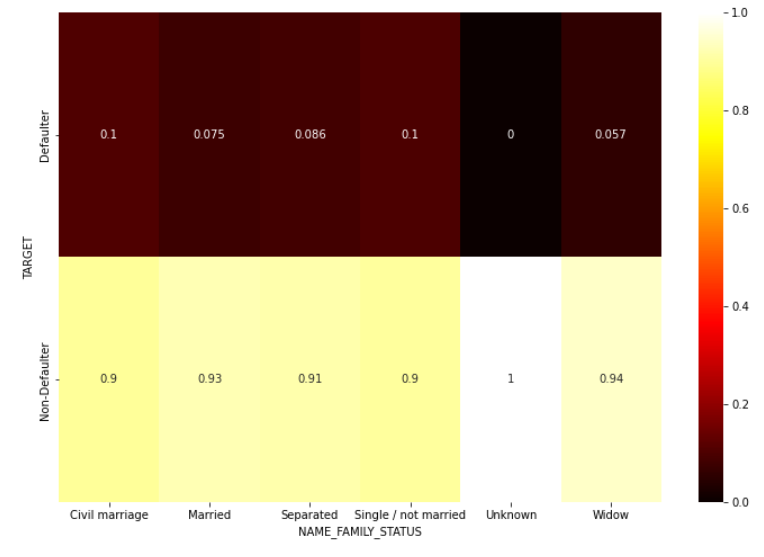 1.0
Defaulter
0.1 0.075 0.086 0.1 0 0.057
0.8
0.6
TARGET
0.4
Non-Defaulter
0.9 0.93 0.91 0.9 1 0.94
0.2
0.0
Civil marriage Married Separated Single / not married Unknown Widow
NAME_FAMILY_STATUS